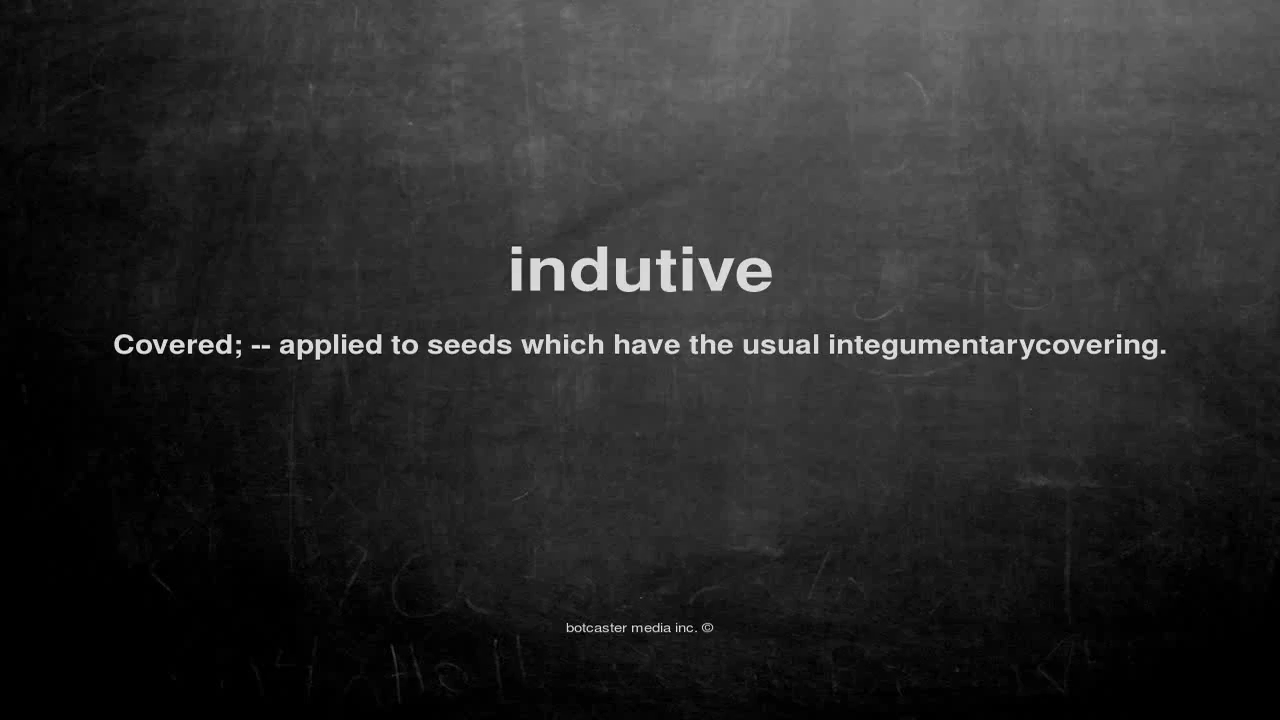 indutive
Covered; -- applied to seeds which have the usual integumentarycovering.
botcaster media inc. ©